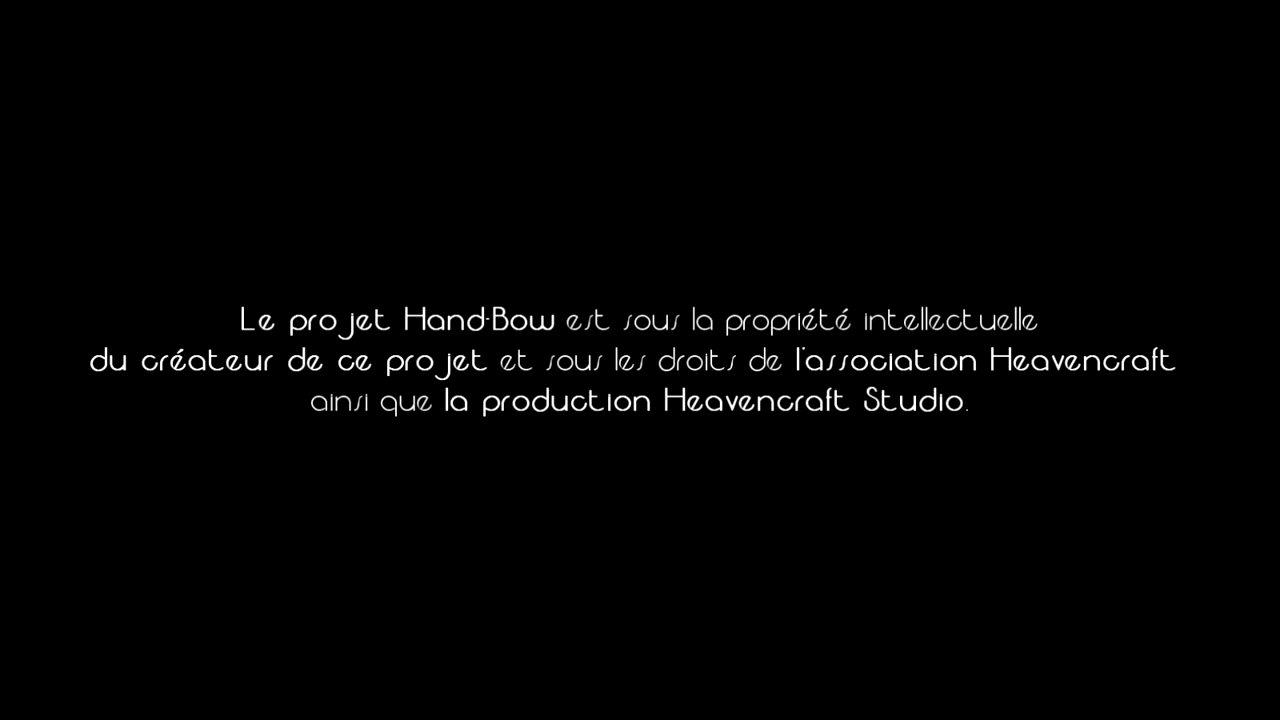 Le projet Hand-Bow est sous la propriété intellectuelle
du créateur de ce projet et sous les droits de l'association Heavencraft
ainsi que la production Heavencraft Studio.